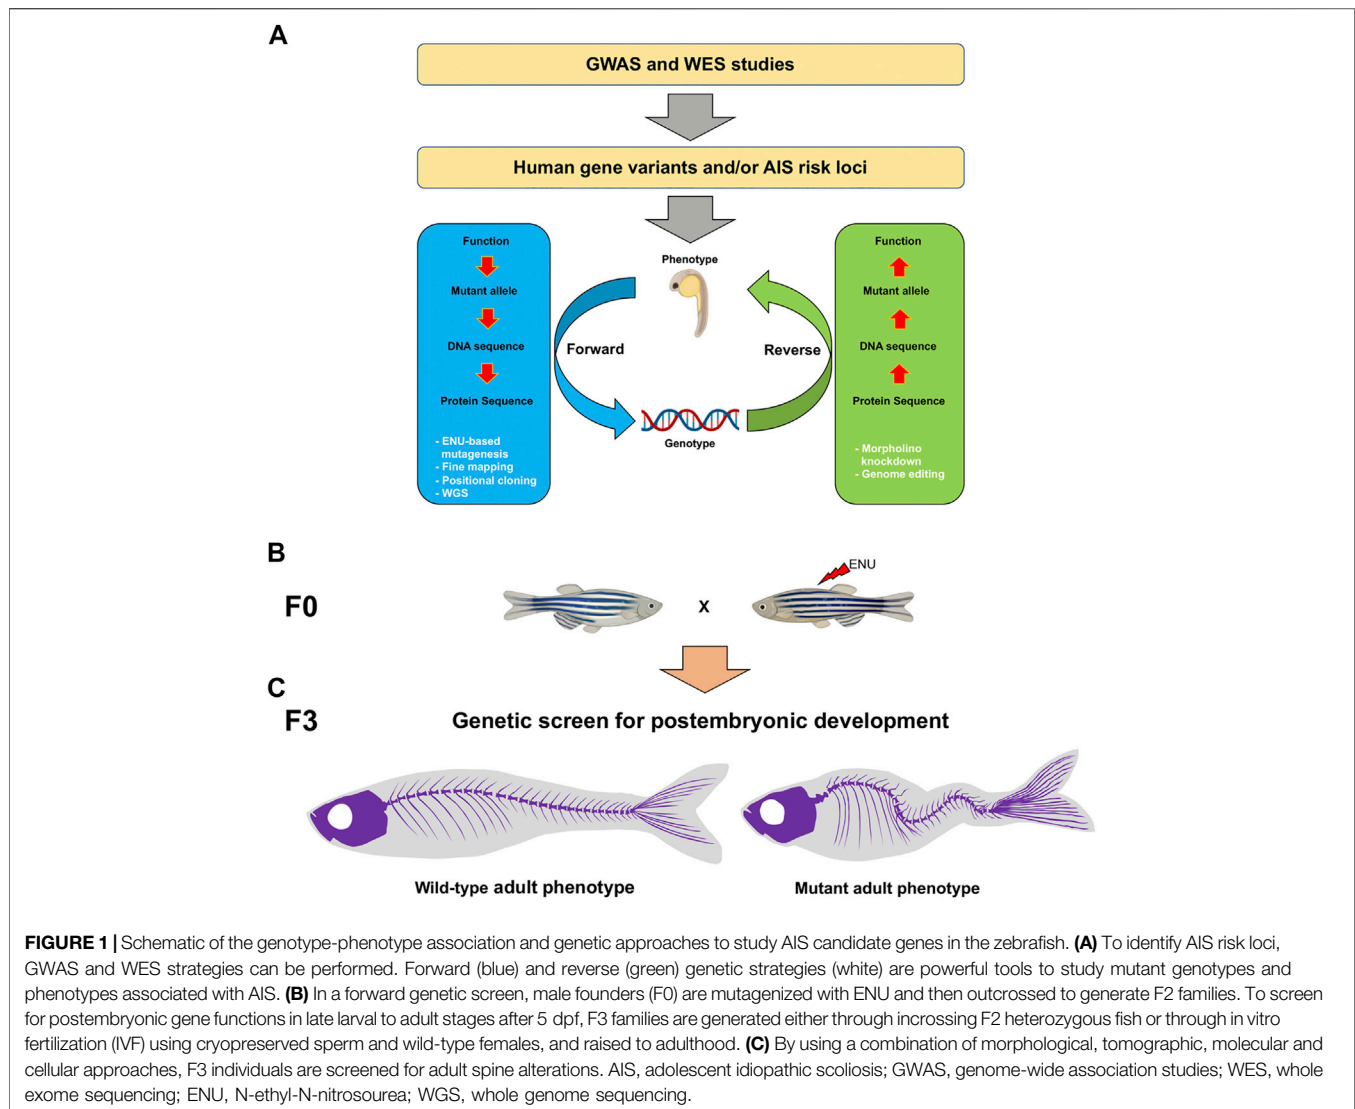 A
GWAS and WES studies
Human gene variants and/or AIS risk loci
Function
Mutant allele
DNA sequence
Protein Sequence
- ENU-based
mutagenesis
- Fine mapping
- Positional cloning
- WGS
Phenotype
Forward
Reverse
Genotype
Function
Mutant allele
DNA sequence
Protein Sequence
- Morpholino
knockdown
- Genome editing
B
F0
X
ENU
C
F3
Genetic screen for postembryonic development
Wild-type adult phenotype
Mutant adult phenotype
FIGURE 1 | Schematic of the genotype-phenotype association and genetic approaches to study AIS candidate genes in the zebrafish. (A) To identify AIS risk loci,
GWAS and WES strategies can be performed. Forward (blue) and reverse (green) genetic strategies (white) are powerful tools to study mutant genotypes and
phenotypes associated with AIS. (B) In a forward genetic screen, male founders (F0) are mutagenized with ENU and then outcrossed to generate F2 families. To screen
for postembryonic gene functions in late larval to adult stages after 5 dpf, F3 families are generated either through incrossing F2 heterozygous fish or through in vitro
fertilization (IVF) using cryopreserved sperm and wild-type females, and raised to adulthood. (C) By using a combination of morphological, tomographic, molecular and
cellular approaches, F3 individuals are screened for adult spine alterations. AIS, adolescent idiopathic scoliosis; GWAS, genome-wide association studies; WES, whole
exome sequencing; ENU, N-ethyl-N-nitrosourea; WGS, whole genome sequencing.